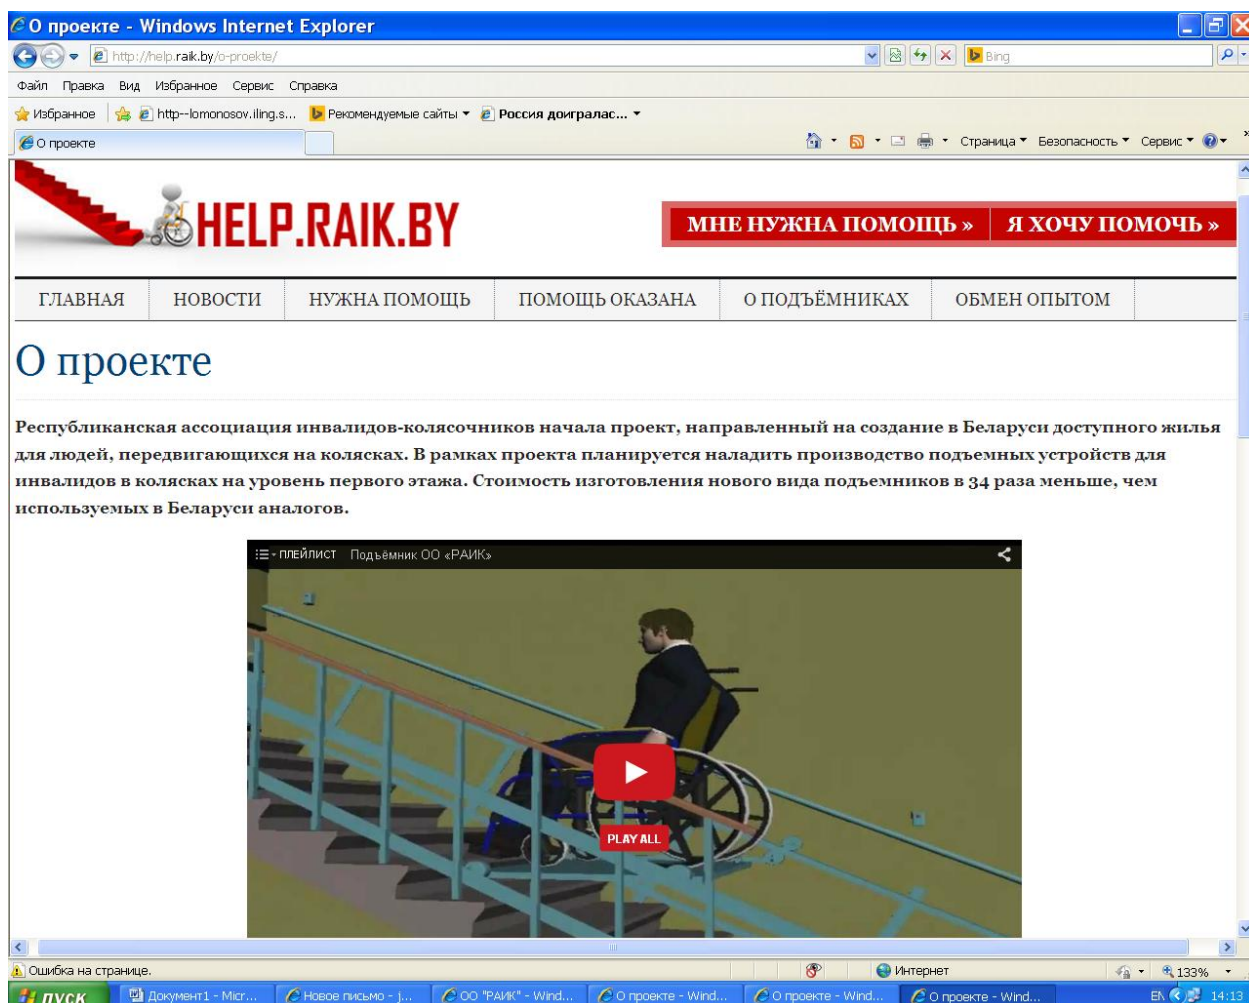 О проекте - Windows Internet Explorer
http://help.raik.by/o-proekte/
Bing
Файл Правка Вид Избранное Сервис Справка
Избранное http--lomonosov.iling.s... Рекомендуемые сайты Россия доигралас...
О проекте Страница Безопасность Сервис
HELP.RAIK.BY
МНЕ НУЖНА ПОМОЩЬ » Я ХОЧУ ПОМОЧЬ »
ГЛАВНАЯ НОВОСТИ НУЖНА ПОМОЩЬ ПОМОЩЬ ОКАЗАНА О ПОДЪЁМНИКАХ ОБМЕН ОПЫТОМ
О проекте
Республиканская ассоциация инвалидов-колясочников начала проект, направленный на создание в Беларуси доступного жилья
для людей, передвигающихся на колясках. В рамках проекта планируется наладить производство подъемных устройств для
инвалидов в колясках на уровень первого этажа. Стоимость изготовления нового вида подъемников в 34 раза меньше, чем
используемых в Беларуси аналогов.
ПЛЕЙЛИСТ Подъёмник ОО «РАИК»
PLAY ALL
Ошибка на странице. Интернет 133%
пуск Документ1 - Micr... Новое письмо - j... ОО "РАИК" - Wind... О проекте - Wind... О проекте - Wind... О проекте - Wind... EN 14:13